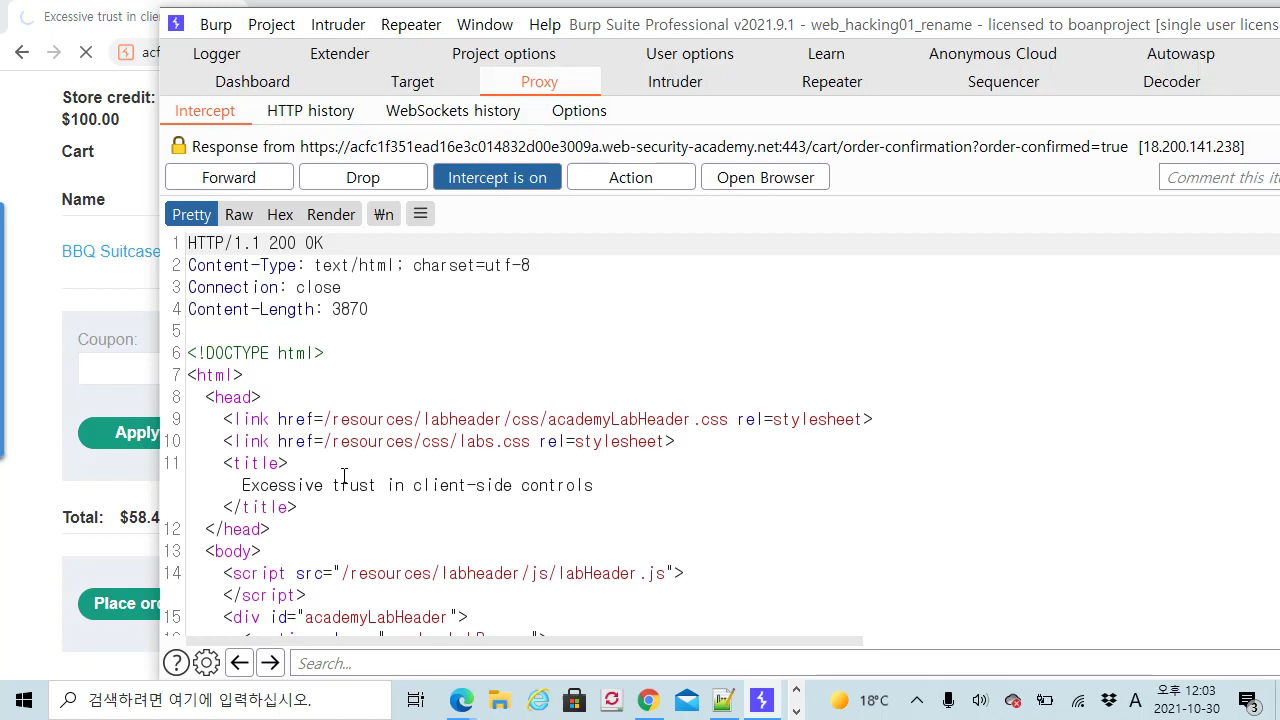 Excessive trust in clie
Burp Project Intruder Repeater Window Help Burp Suite Professional v2021.9.1 - web_hacking01_rename - licensed to boanproject [single user licens
Logger Extender Project options User options Learn Anonymous Cloud Autowasp
Dashboard Target Proxy Intruder Repeater Sequencer Decoder
Intercept HTTP history WebSockets history Options
acf
Store credit:
$100.00
Cart
Name
BBQ Suitcase
Coupon:
Apply
Total: $58.4
Place ord
Response from https://acfc1f351ead16e3c014832d00e3009a.web-security-academy.net:443/cart/order-confirmation?order-confirmed=true [18.200.141.238]
Forward Drop Intercept is on Action Open Browser Comment this ite
Pretty Raw Hex Render ₩n ☰
1 HTTP/1.1 200 OK
2 Content-Type: text/html; charset=utf-8
3 Connection: close
4 Content-Length: 3870
5
6 <!DOCTYPE html>
7 <html>
8 <head>
9 <link href=/resources/labheader/css/academyLabHeader.css rel=stylesheet>
10 <link href=/resources/css/labs.css rel=stylesheet>
11 <title>
Excessive trust in client-side controls
</title>
12 </head>
13 <body>
14 <script src="/resources/labheader/js/labHeader.js">
</script>
15 <div id="academyLabHeader">
Search...
검색하려면 여기에 입력하십시오.
18℃ A 오후 12:03
2021-10-30
3